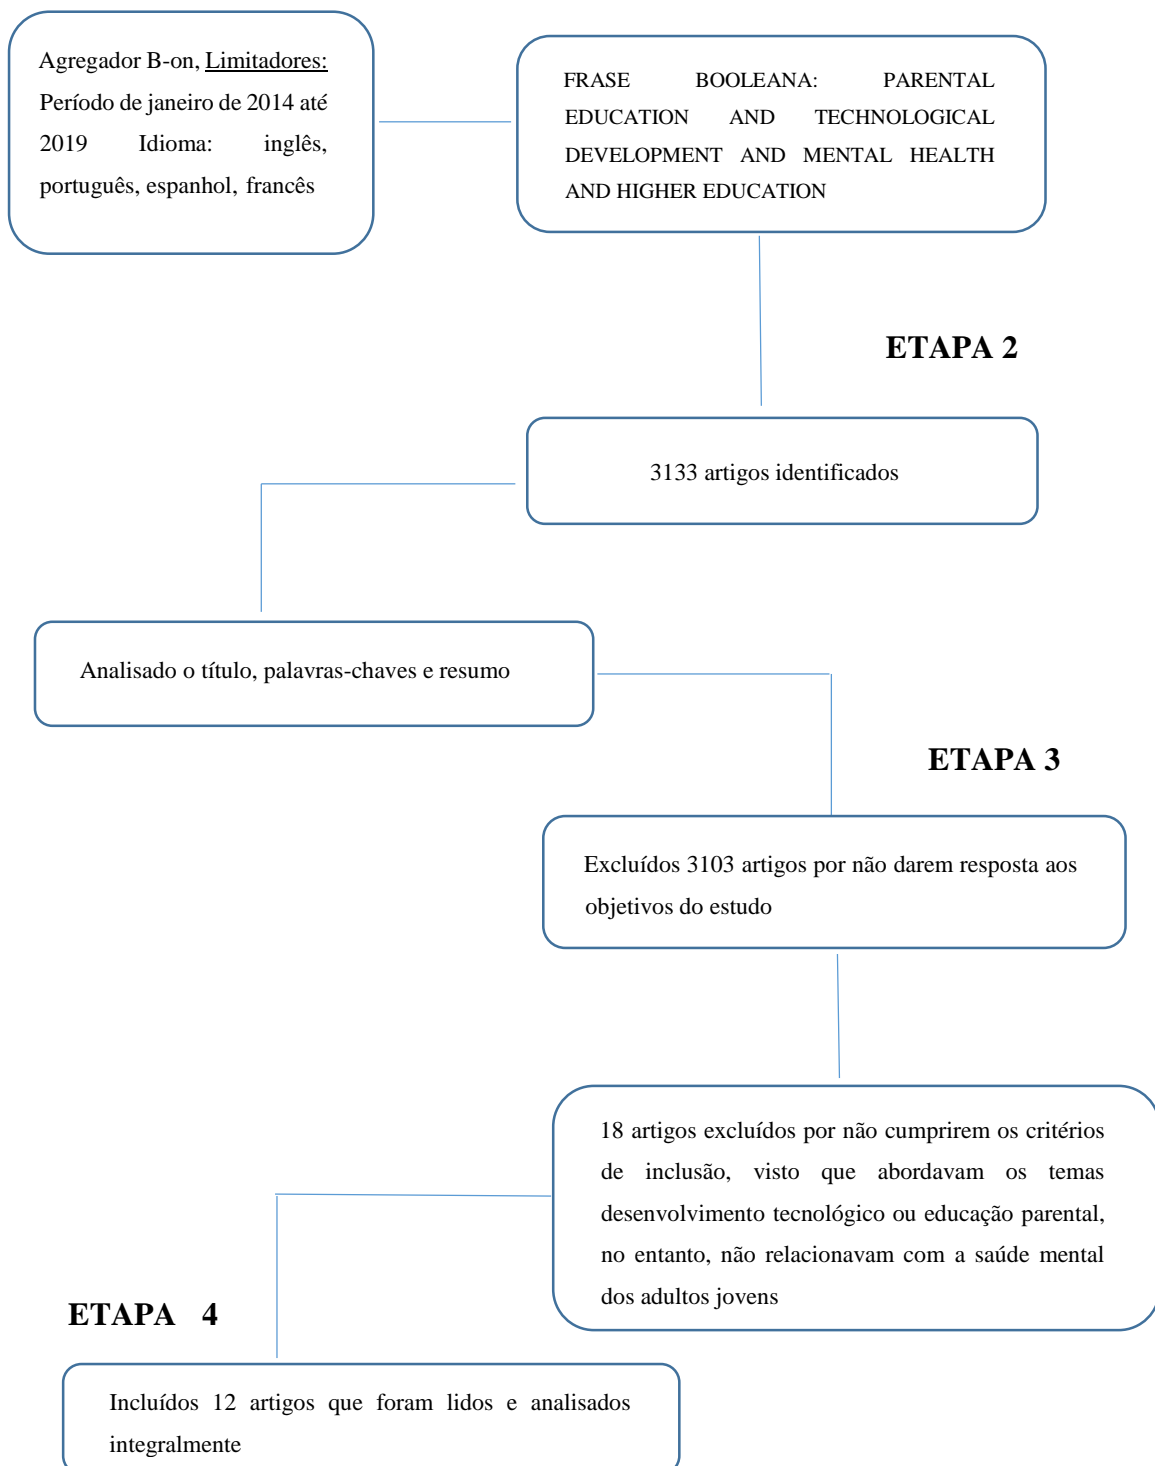 Agregador B-on, Limitadores:
Período de janeiro de 2014 até
2019 Idioma: inglês,
português, espanhol, francês
FRASE BOOLEANA: PARENTAL
EDUCATION AND TECHNOLOGICAL
DEVELOPMENT AND MENTAL HEALTH
AND HIGHER EDUCATION
ETAPA 2
3133 artigos identificados
Analisado o título, palavras-chaves e resumo
ETAPA 3
Excluídos 3103 artigos por não darem resposta aos
objetivos do estudo
18 artigos excluídos por não cumprirem os critérios
de inclusão, visto que abordavam os temas
desenvolvimento tecnológico ou educação parental,
no entanto, não relacionavam com a saúde mental
dos adultos jovens
ETAPA 4
Incluídos 12 artigos que foram lidos e analisados
integralmente